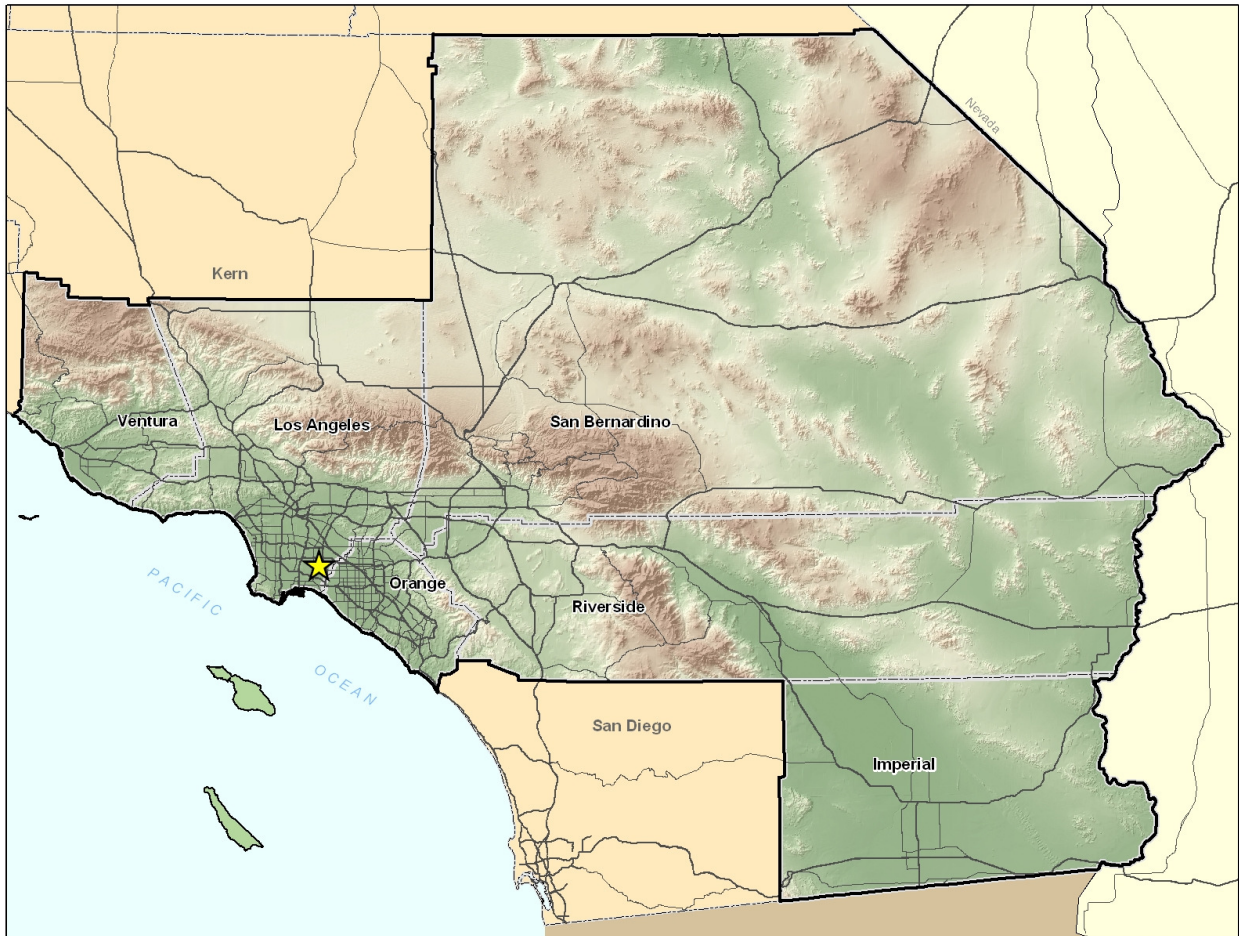 Nevada
Kern
Ventura
Los Angeles
San Bernardino
PACIFIC
Orange
Riverside
OCEAN
San Diego
Imperial